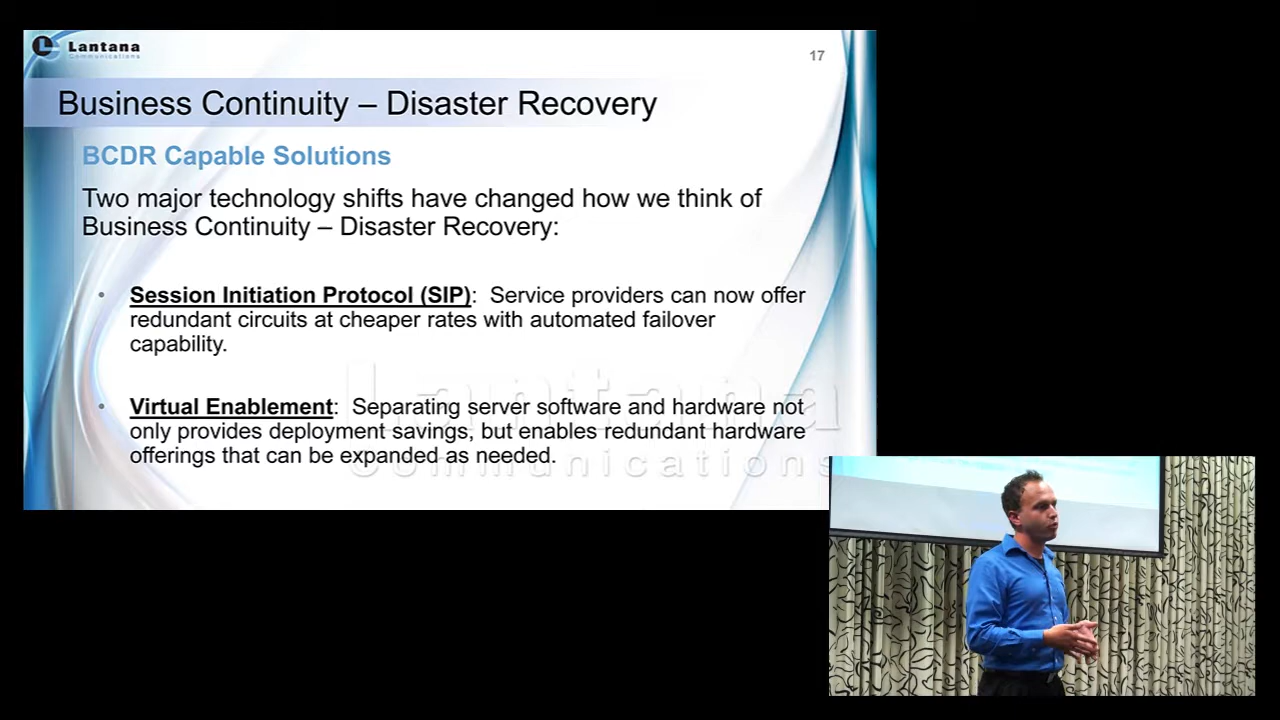 Lantana
Communications
17
Business Continuity – Disaster Recovery
BCDR Capable Solutions
Two major technology shifts have changed how we think of
Business Continuity – Disaster Recovery:
• Session Initiation Protocol (SIP):  Service providers can now offer
redundant circuits at cheaper rates with automated failover
capability.
• Virtual Enablement:  Separating server software and hardware not
only provides deployment savings, but enables redundant hardware
offerings that can be expanded as needed.
Lantana
Communications